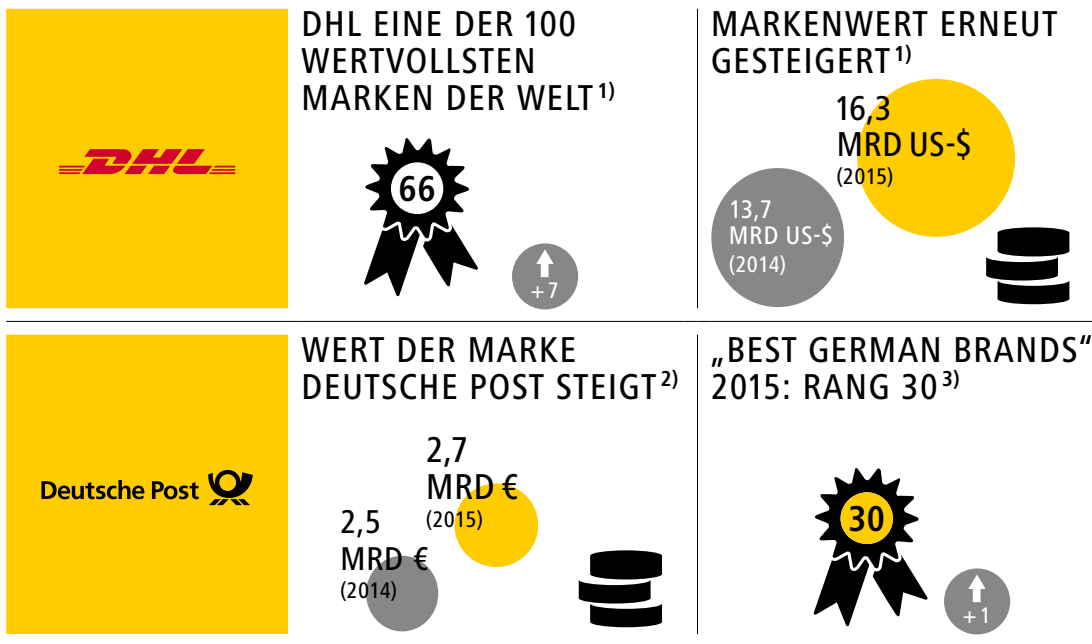 DHL
DHL EINE DER 100
WERTVOLLSTEN
MARKEN DER WELT 1)
66
+7
MARKENWERT ERNEUT
GESTEIGERT 1)
16,3
MRD US-$
(2015)
13,7
MRD US-$
(2014)
Deutsche Post
WERT DER MARKE
DEUTSCHE POST STEIGT 2)
2,7
MRD €
(2015)
2,5
MRD €
(2014)
„BEST GERMAN BRANDS“
2015: RANG 30 3)
30
+1